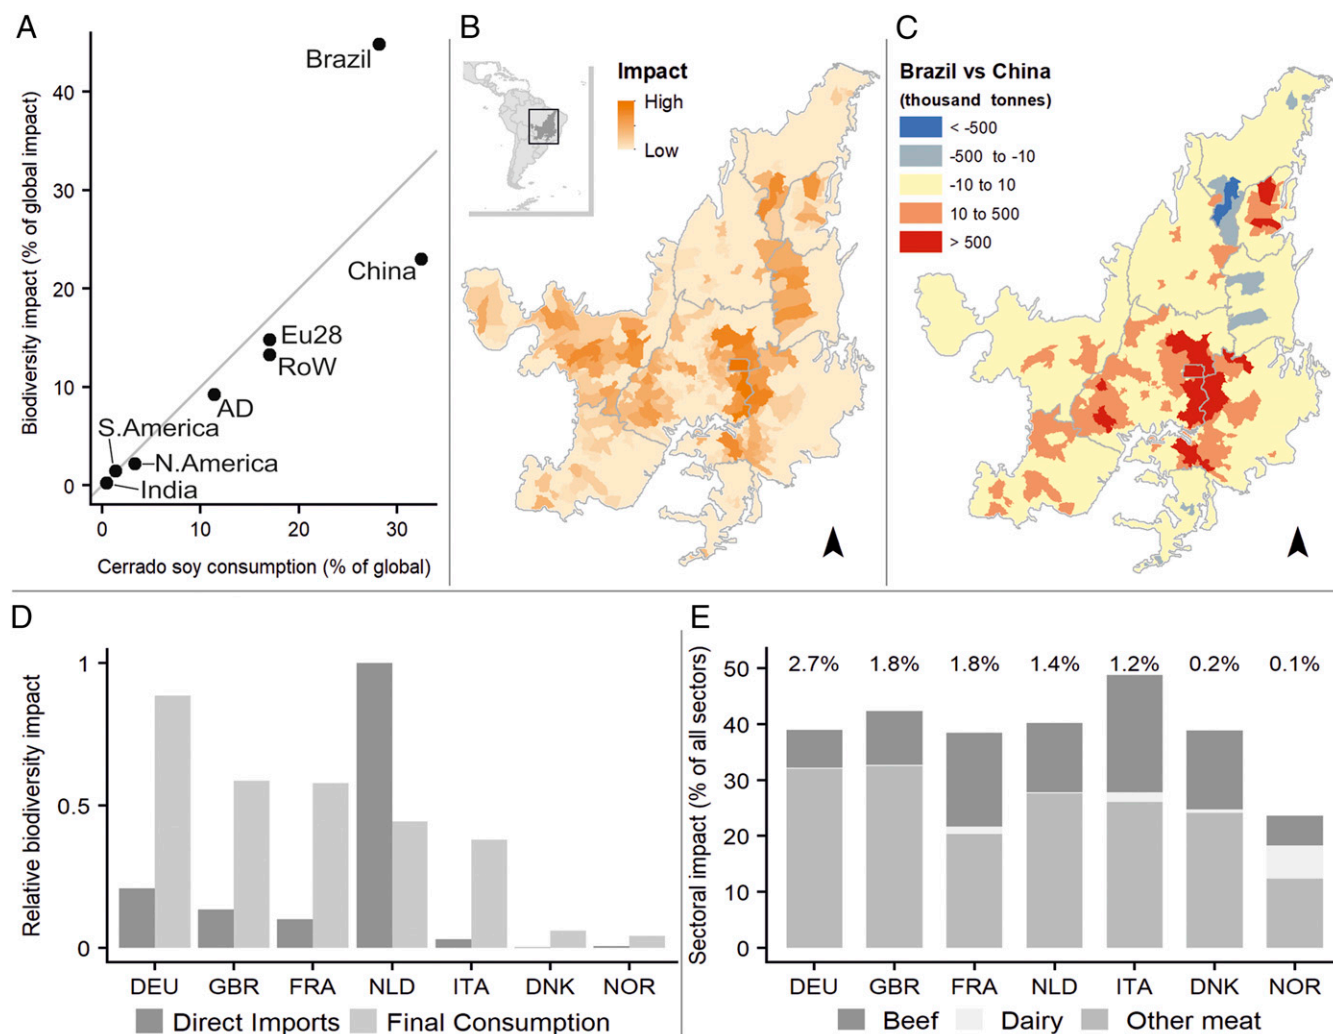 A
Biodiversity impact (% of global impact)
40
30
20
10
0
Brazil
China
Eu28
RoW
AD
S.America
N.America
India
0 10 20 30
Cerrado soy consumption (% of global)
B
Impact
High
Low
C
Brazil vs China
(thousand tonnes)
< -500
-500 to -10
-10 to 10
10 to 500
> 500
D
Relative biodiversity impact
1
0.5
0
DEU GBR FRA NLD ITA DNK NOR
Direct Imports Final Consumption
E
Sectoral impact (% of all sectors)
50
40
30
20
10
0
2.7% 1.8% 1.8% 1.4% 1.2% 0.2% 0.1%
DEU GBR FRA NLD ITA DNK NOR
Beef Dairy Other meat